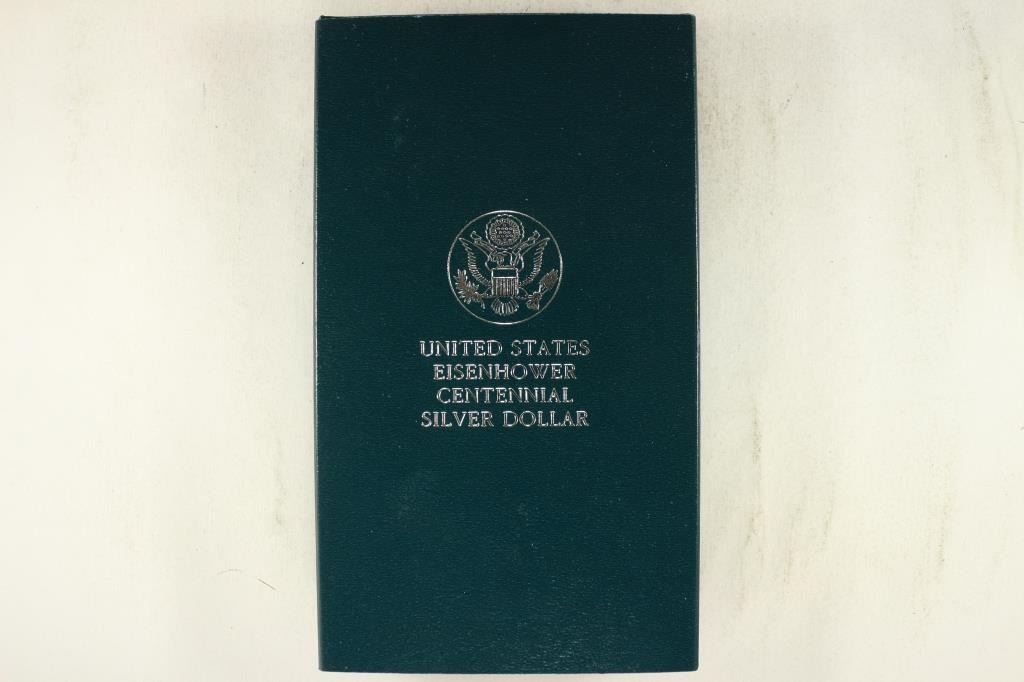 UNITED STATES
EISENHOWER
CENTENNIAL
SILVER DOLLAR